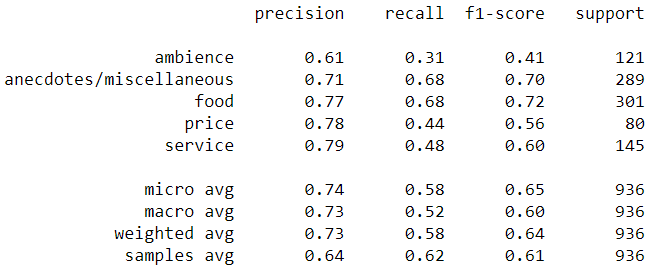 precision recall f1-score support
ambience 0.61 0.31 0.41 121
anecdotes/miscellaneous 0.71 0.68 0.70 289
food 0.77 0.68 0.72 301
price 0.78 0.44 0.56 80
service 0.79 0.48 0.60 145
micro avg 0.74 0.58 0.65 936
macro avg 0.73 0.52 0.60 936
weighted avg 0.73 0.58 0.64 936
samples avg 0.64 0.62 0.61 936